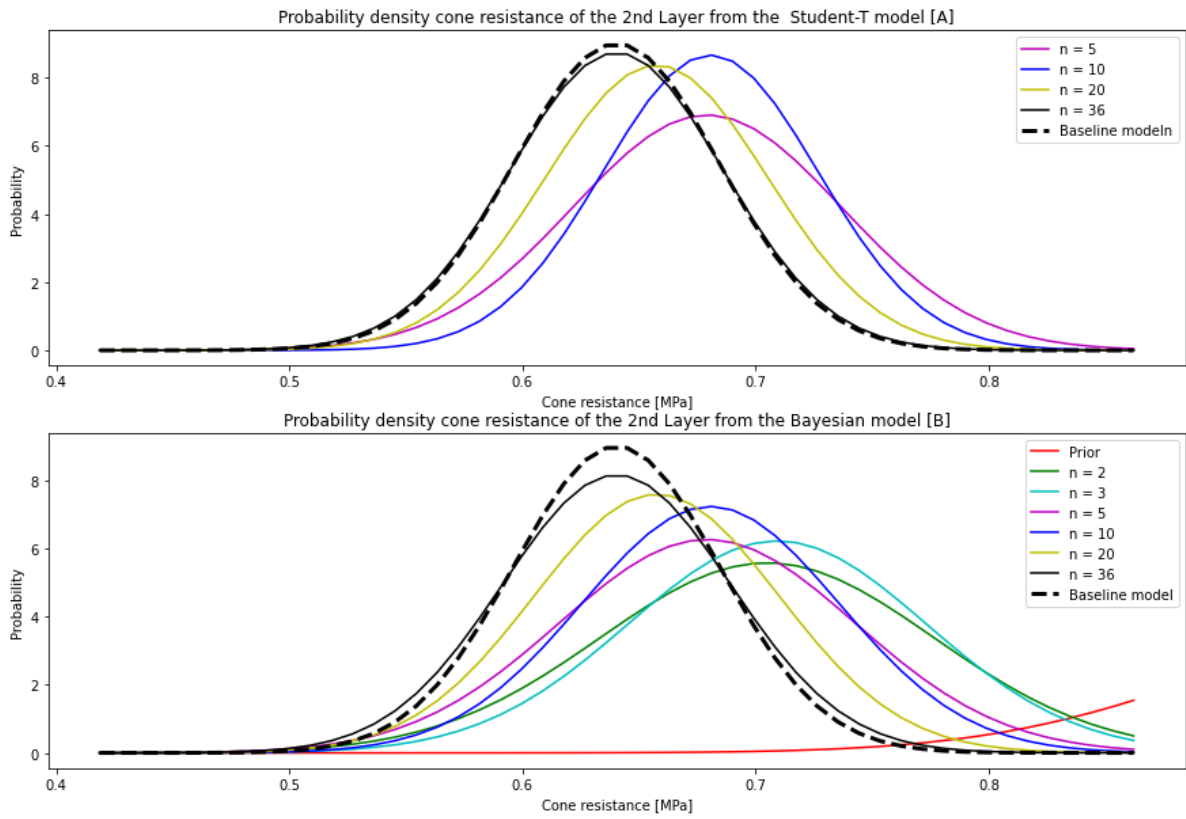 Probability density cone resistance of the 2nd Layer from the  Student-T model [A]
n = 5
n = 10
n = 20
n = 36
Baseline modeln
8
6
4
2
0
Probability
0.4 0.5 0.6 0.7 0.8
Cone resistance [MPa]
Probability density cone resistance of the 2nd Layer from the Bayesian model [B]
Prior
n = 2
n = 3
n = 5
n = 10
n = 20
n = 36
Baseline model
8
6
4
2
0
Probability
0.4 0.5 0.6 0.7 0.8
Cone resistance [MPa]